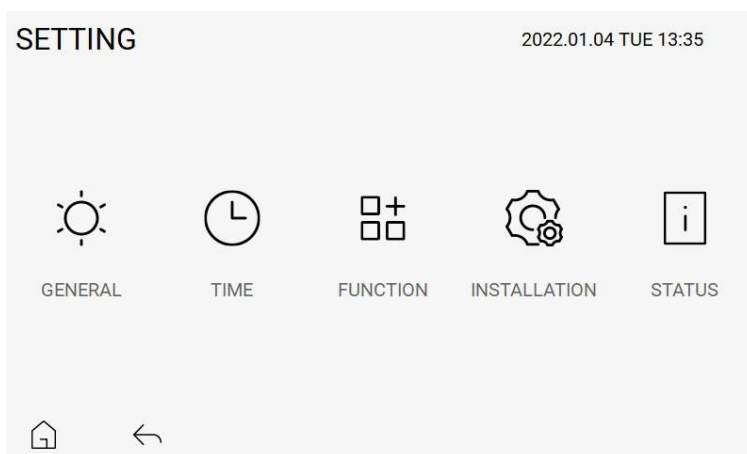 SETTING
2022.01.04 TUE 13:35
GENERAL
TIME
FUNCTION
INSTALLATION
STATUS